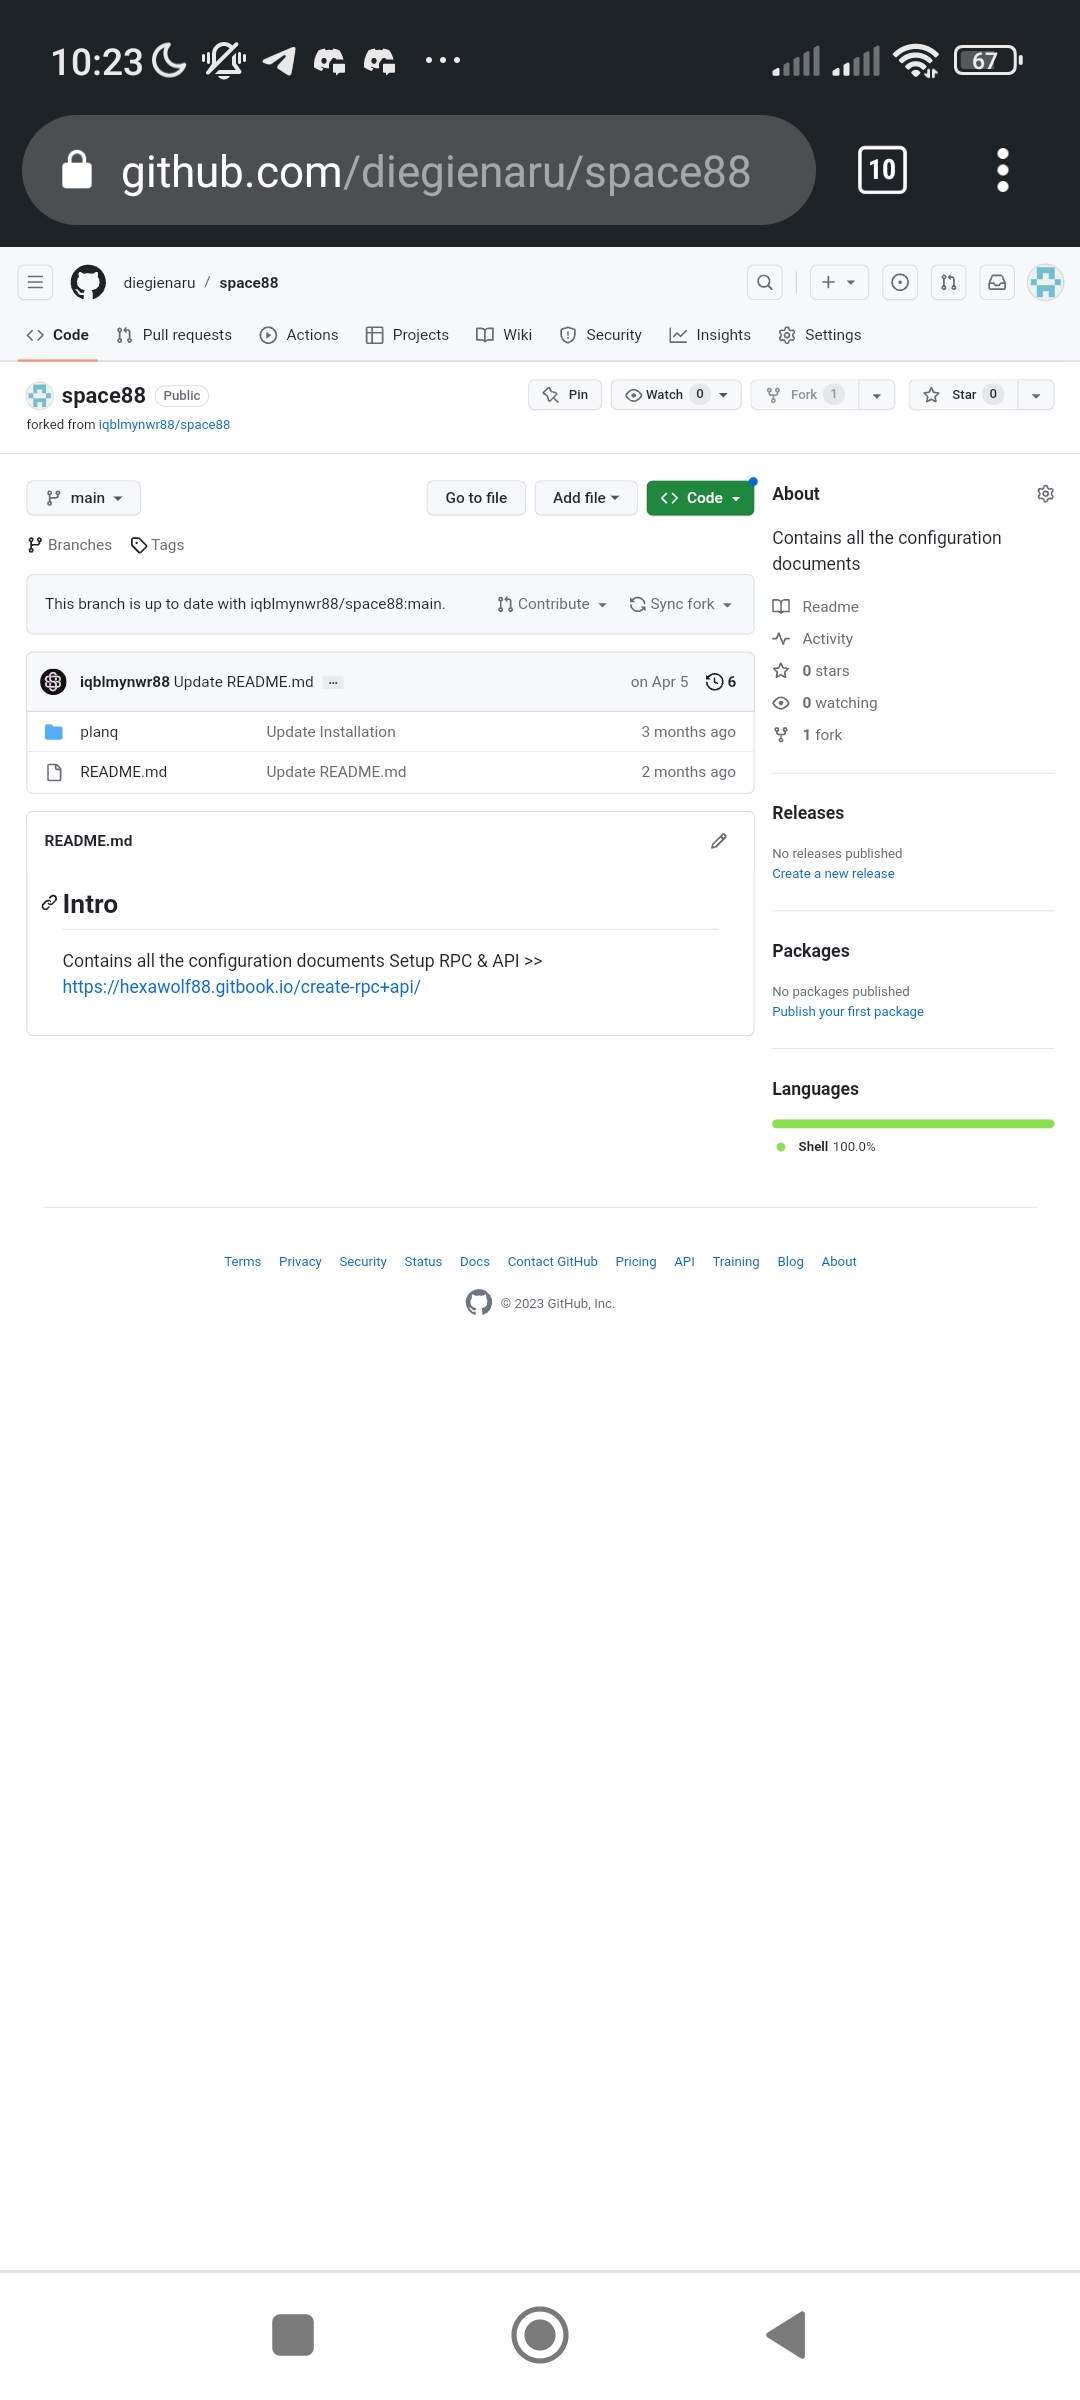 10:23
67
github.com/diegienaru/space88
10
diegienaru / space88
Code Pull requests Actions Projects Wiki Security Insights Settings
space88 Public
Pin Watch 0 Fork 1 Star 0
forked from iqblmynwr88/space88
main Go to file Add file Code
Branches Tags
This branch is up to date with iqblmynwr88/space88:main. Contribute Sync fork
iqblmynwr88 Update README.md ... on Apr 5 6
planq Update Installation 3 months ago
README.md Update README.md 2 months ago
README.md
Intro
Contains all the configuration documents Setup RPC & API >>
https://hexawolf88.gitbook.io/create-rpc+api/
About
Contains all the configuration
documents
Readme
Activity
0 stars
0 watching
1 fork
Releases
No releases published
Create a new release
Packages
No packages published
Publish your first package
Languages
Shell 100.0%
Terms Privacy Security Status Docs Contact GitHub Pricing API Training Blog About
© 2023 GitHub, Inc.